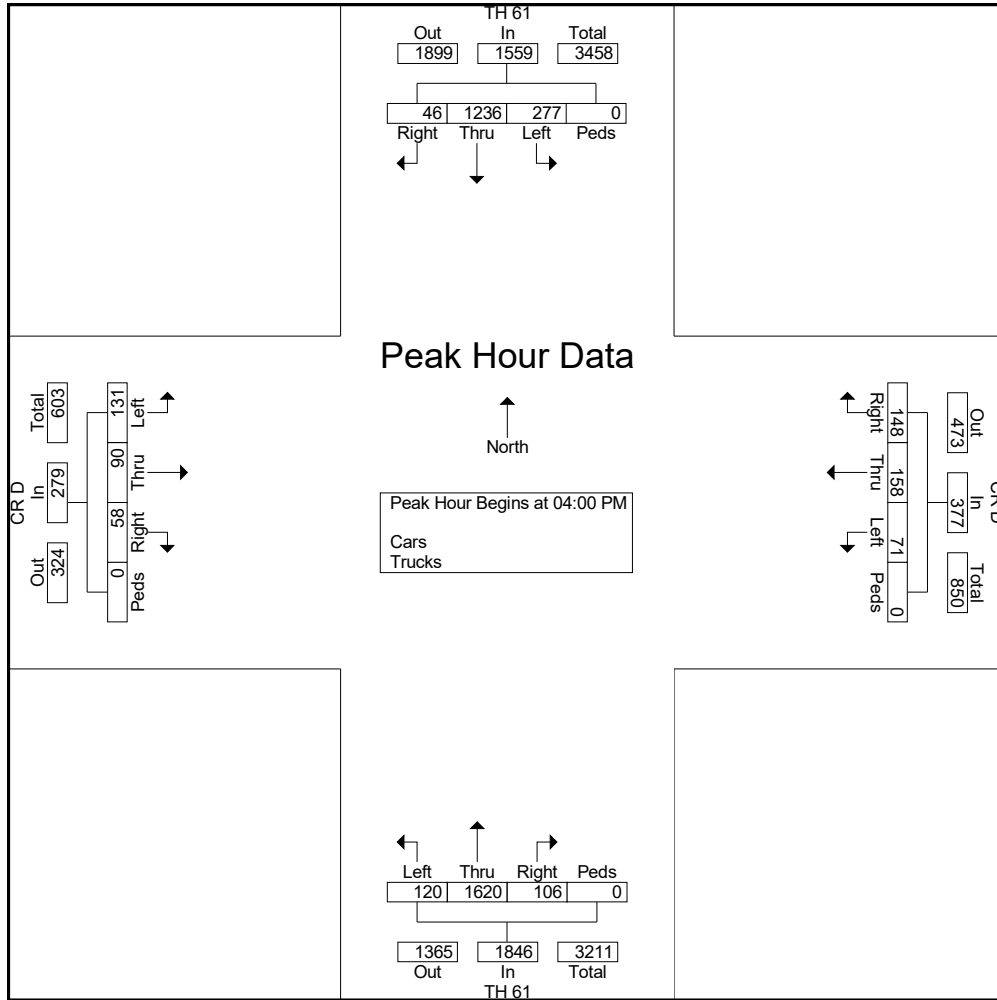 TH 61
Out In Total
1899 1559 3458
46 1236 277 0
Right Thru Left Peds
Peak Hour Data
North
Peak Hour Begins at 04:00 PM
Cars
Trucks
CR D
Total In Out
603 279 324
131 90 58 0
Left Thru Right Peds
Right Thru Left Peds
148 158 71 0
Out In Total
473 377 850
CR D
Left Thru Right Peds
120 1620 106 0
1365 1846 3211
Out In Total
TH 61